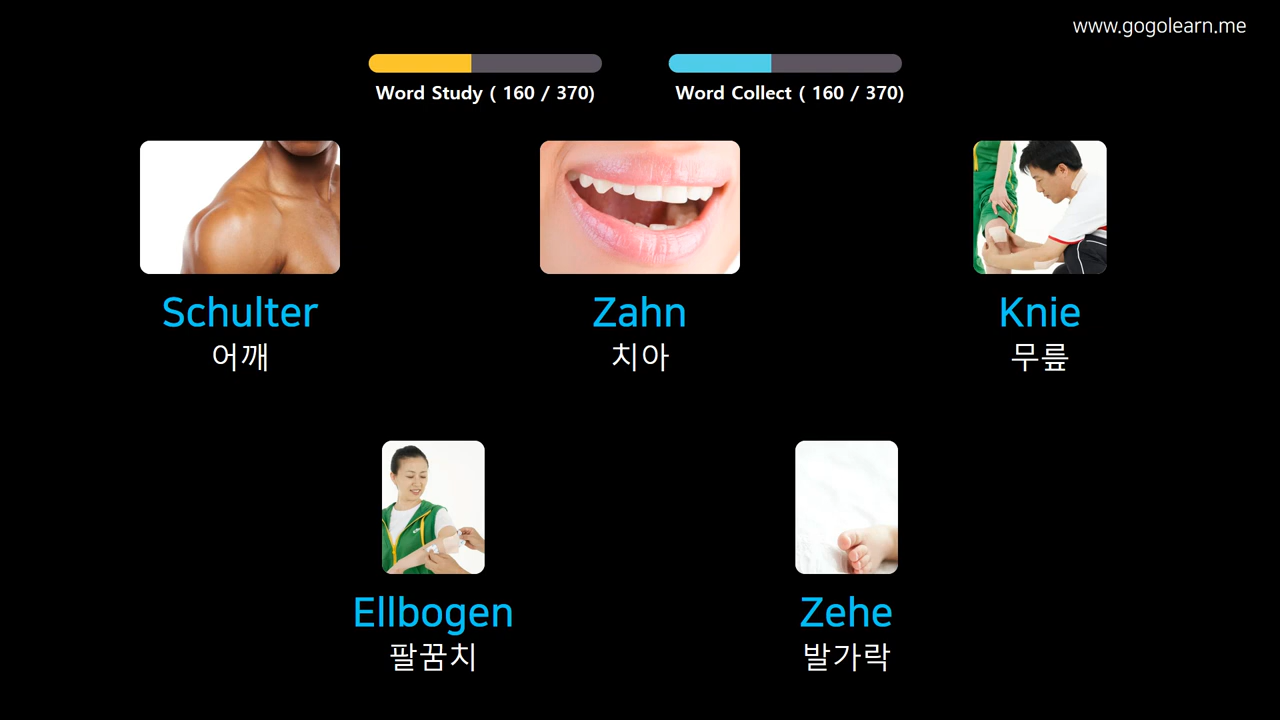 www.gogolearn.me
Word Study ( 160 / 370)
Word Collect ( 160 / 370)
Schulter
어깨
Zahn
치아
Knie
무릎
Ellbogen
팔꿈치
Zehe
발가락